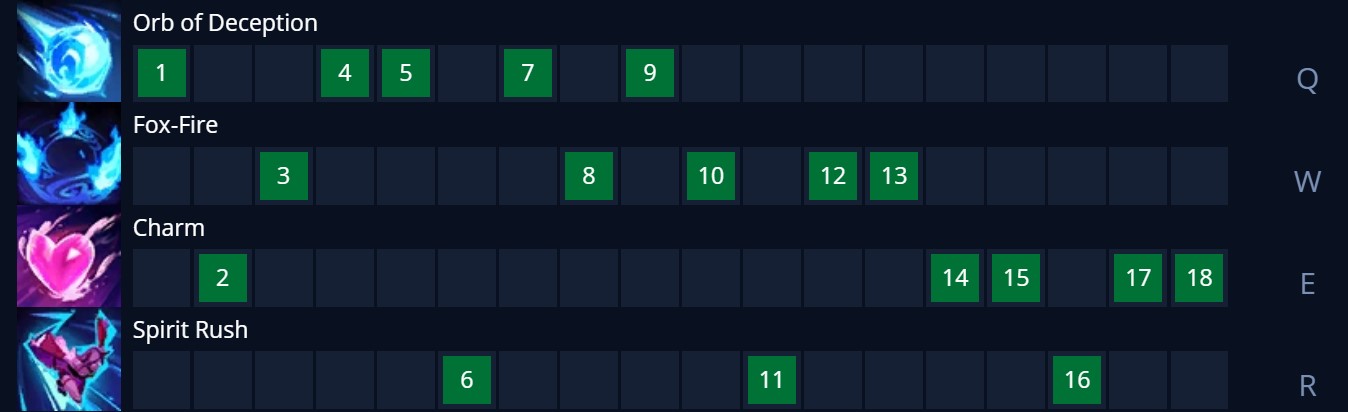 Orb of Deception
1 4 5 7 9
Q
Fox-Fire
3 8 10 12 13
W
Charm
2 14 15 17 18
E
Spirit Rush
6 11 16
R